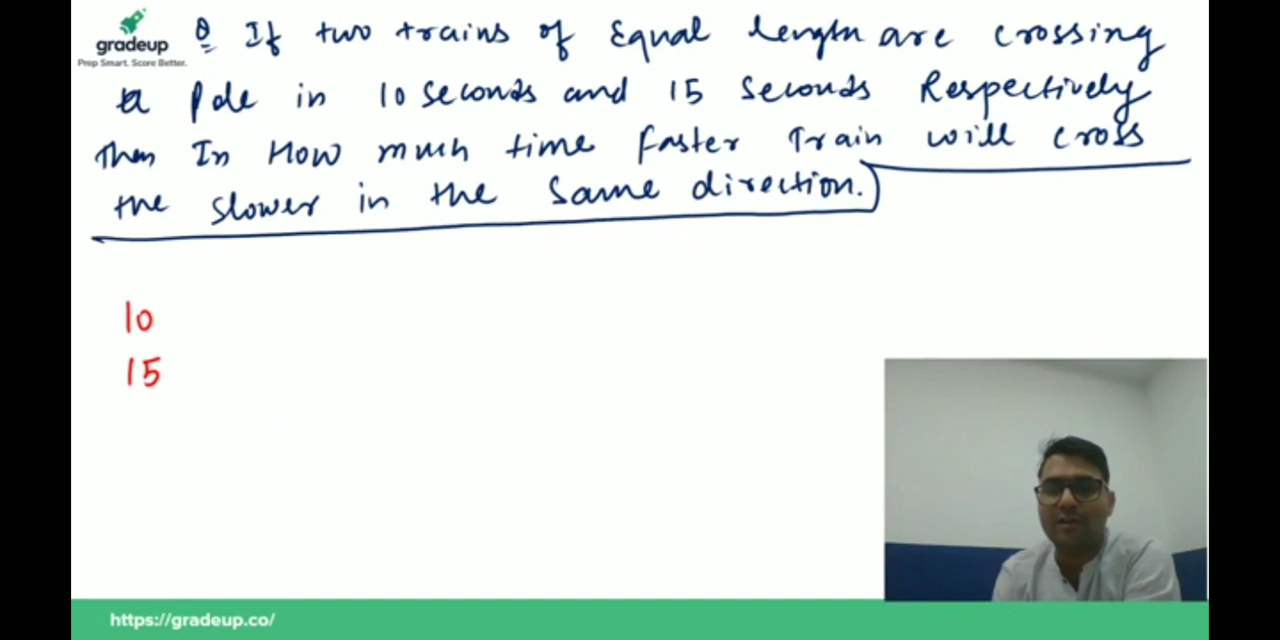 gradeup
Prep Smart. Score Better.
Q If two trains of Equal length are crossing
a Pole in 10 seconds and 15 seconds Respectively
Then In How much time faster Train will cross
the slower in the same direction.
10
15
https://gradeup.co/